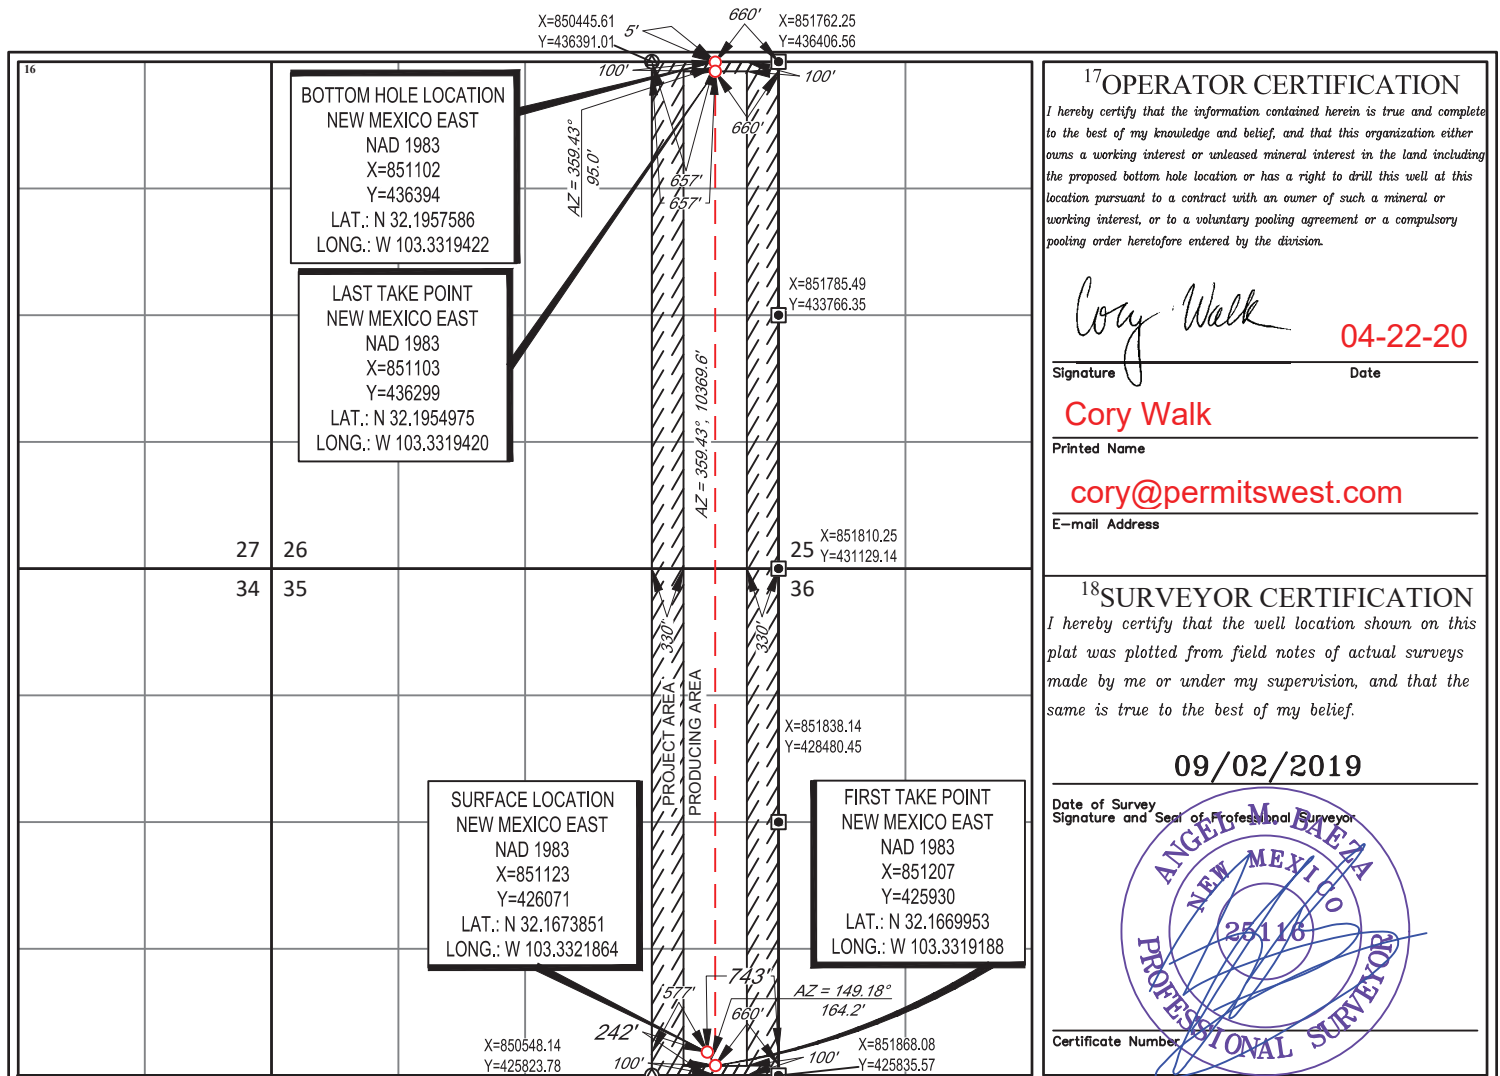 X=850445.61
Y=436391.01
5'
660'
X=851762.25
Y=436406.56
16
100'
100'
BOTTOM HOLE LOCATION
NEW MEXICO EAST
NAD 1983
X=851102
Y=436394
LAT.: N 32.1957586
LONG.: W 103.3319422
AZ = 359.43°
95.0'
660'
657'
657'
LAST TAKE POINT
NEW MEXICO EAST
NAD 1983
X=851103
Y=436299
LAT.: N 32.1954975
LONG.: W 103.3319420
X=851785.49
Y=433766.35
AZ = 359.43°, 10369.6'
27
26
25
X=851810.25
Y=431129.14
34
35
36
330'
330'
PROJECT AREA
PRODUCING AREA
X=851838.14
Y=428480.45
SURFACE LOCATION
NEW MEXICO EAST
NAD 1983
X=851123
Y=426071
LAT.: N 32.1673851
LONG.: W 103.3321864
FIRST TAKE POINT
NEW MEXICO EAST
NAD 1983
X=851207
Y=425930
LAT.: N 32.1669953
LONG.: W 103.3319188
743'
577'
660'
AZ = 149.18°
164.2'
242'
X=850548.14
Y=425823.78
100'
100'
X=851868.08
Y=425835.57
17 OPERATOR CERTIFICATION
I hereby certify that the information contained herein is true and complete
to the best of my knowledge and belief, and that this organization either
owns a working interest or unleased mineral interest in the land including
the proposed bottom hole location or has a right to drill this well at this
location pursuant to a contract with an owner of such a mineral or
working interest, or to a voluntary pooling agreement or a compulsory
pooling order heretofore entered by the division.
Cory Walk
04-22-20
Signature
Date
Cory Walk
Printed Name
cory@permitswest.com
E-mail Address
18 SURVEYOR CERTIFICATION
I hereby certify that the well location shown on this
plat was plotted from field notes of actual surveys
made by me or under my supervision, and that the
same is true to the best of my belief.
09/02/2019
Date of Survey
Signature and Seal of Professional Surveyor
ANGEL M. BAEZA
NEW MEXICO
25116
PROFESSIONAL SURVEYOR
Certificate Number